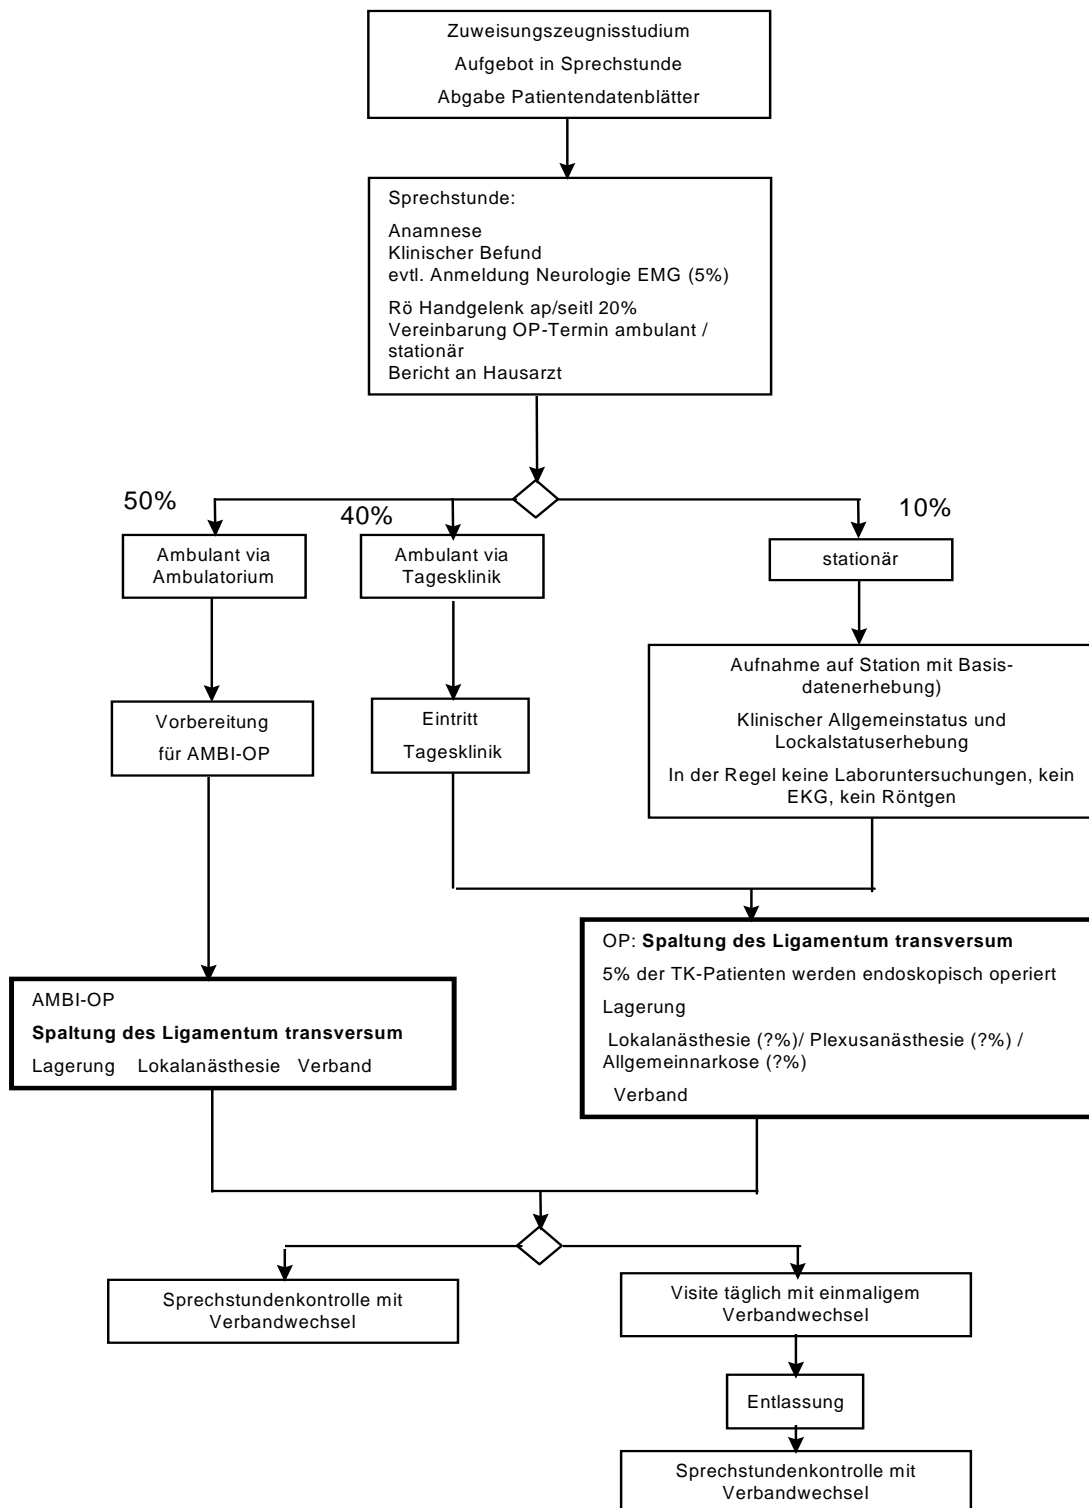 Zuweisungszeugnisstudium
Aufgebot in Sprechstunde
Abgabe Patientendatenblätter
Sprechstunde:
Anamnese
Klinischer Befund
evtl. Anmeldung Neurologie EMG (5%)
Rö Handgelenk ap/seitl 20%
Vereinbarung OP-Termin ambulant /
stationär
Bericht an Hausarzt
50%
40%
10%
Ambulant via
Ambulatorium
Ambulant via
Tagesklinik
stationär
Vorbereitung
für AMBI-OP
Eintritt
Tagesklinik
Aufnahme auf Station mit Basis-
datenerhebung)
Klinischer Allgemeinstatus und
Lockalstatuserhebung
In der Regel keine Laboruntersuchungen, kein
EKG, kein Röntgen
AMBI-OP
Spaltung des Ligamentum transversum
Lagerung Lokalanästhesie Verband
OP: Spaltung des Ligamentum transversum
5% der TK-Patienten werden endoskopisch operiert
Lagerung
Lokalanästhesie (?%)/ Plexusanästhesie (?%) /
Allgemeinnarkose (?%)
Verband
Sprechstundenkontrolle mit
Verbandwechsel
Visite täglich mit einmaligem
Verbandwechsel
Entlassung
Sprechstundenkontrolle mit
Verbandwechsel